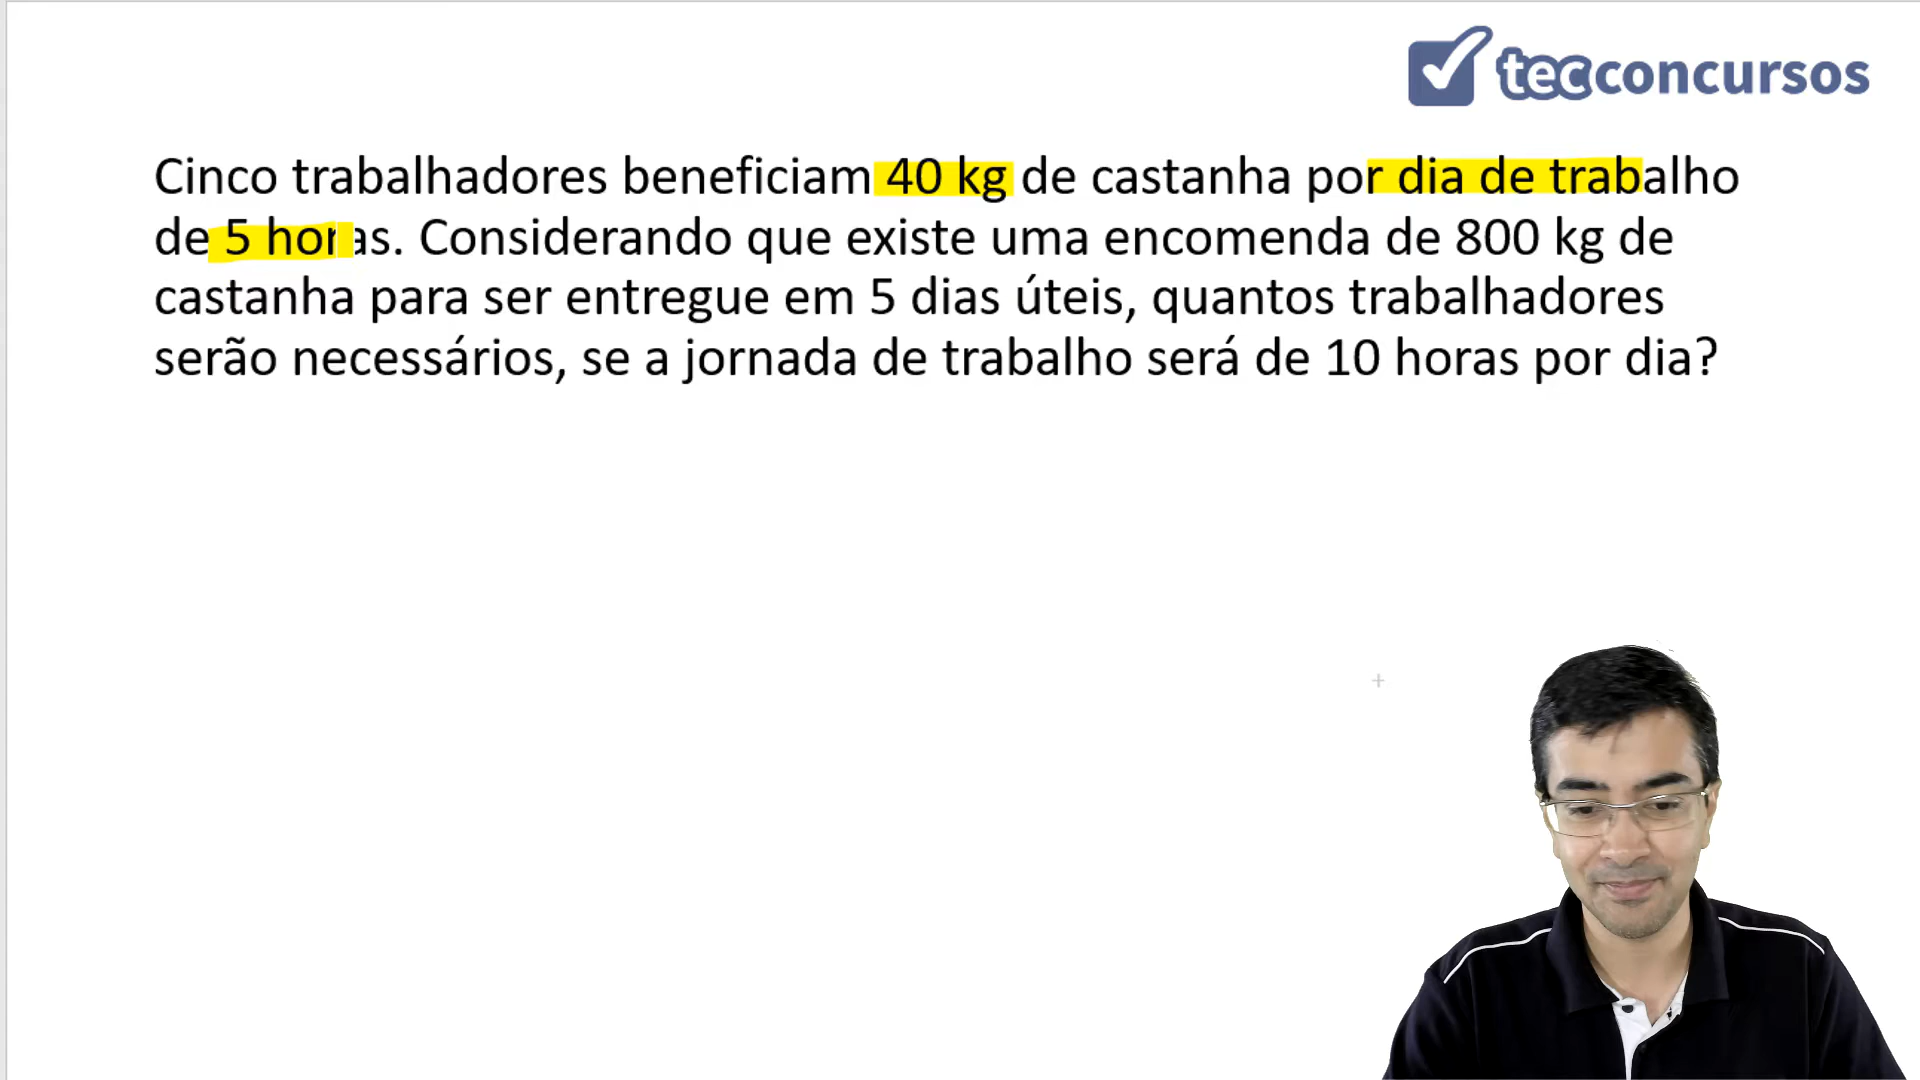 tecconcursos
Cinco trabalhadores beneficiam 40 kg de castanha por dia de trabalho
de 5 horas. Considerando que existe uma encomenda de 800 kg de
castanha para ser entregue em 5 dias úteis, quantos trabalhadores
serão necessários, se a jornada de trabalho será de 10 horas por dia?